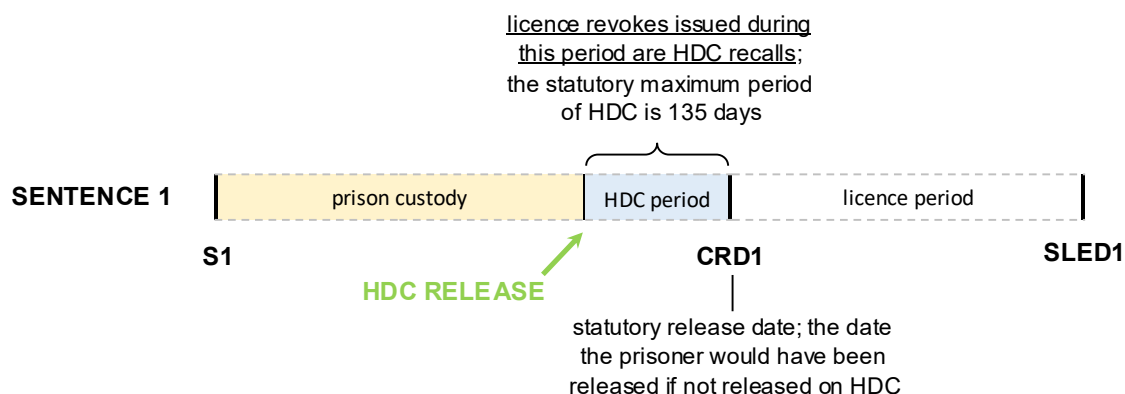 licence revokes issued during
this period are HDC recalls;
the statutory maximum period
of HDC is 135 days
SENTENCE 1
prison custody
HDC period
licence period
S1
CRD1
SLED1
HDC RELEASE
statutory release date; the date
the prisoner would have been
released if not released on HDC